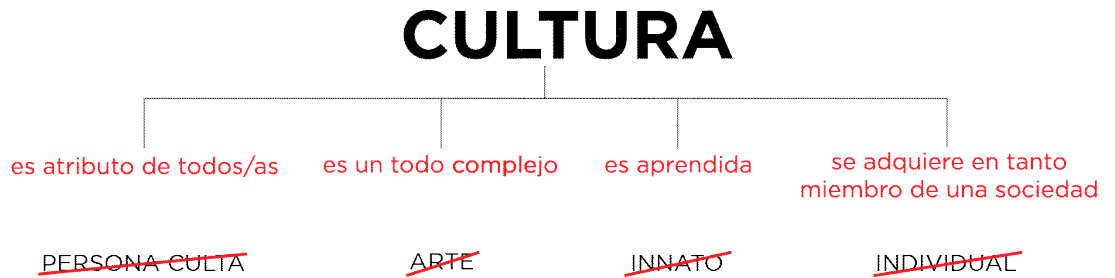 CULTURA
es atributo de todos/as
es un todo complejo
es aprendida
se adquiere en tanto
miembro de una sociedad
PERSONA CULTA
ARTE
INNATO
INDIVIDUAL